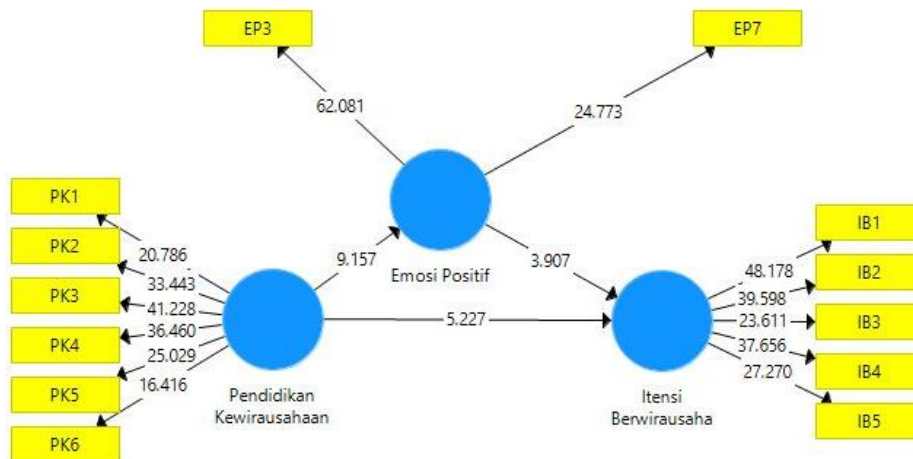 EP3
EP7
62.081
24.773
Emosi Positif
9.157
3.907
5.227
PK1
PK2
PK3
PK4
PK5
PK6
20.786
33.443
41.228
36.460
25.029
16.416
Pendidikan
Kewirausahaan
Itensi
Berwirausaha
48.178
39.598
23.611
37.656
27.270
IB1
IB2
IB3
IB4
IB5